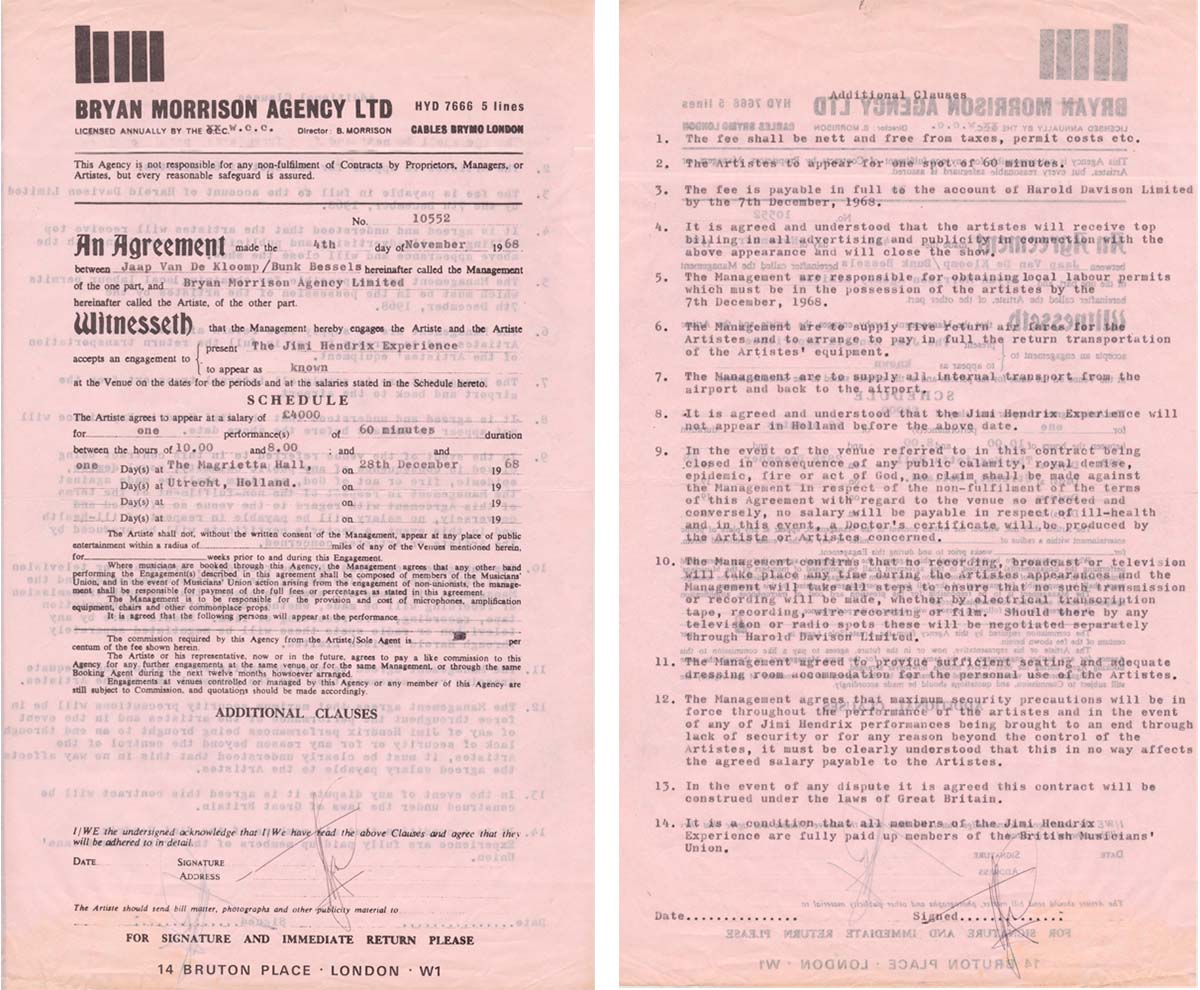 BRYAN MORRISON AGENCY LTD HYD 7666 5 lines
LICENSED ANNUALLY BY THE W.C.C. Director: B. MORRISON CABLES BRYMO LONDON
This Agency is not responsible for any non-fulfilment of Contracts by Proprietors, Managers, or
Artistes, but every reasonable safeguard is assured.
No. 10552
An Agreement made the 4th day of November 1968
between Jaap Van De Kloomp/Bunk Bessels hereinafter called the Management
of the one part, and Bryan Morrison Agency Limited
hereinafter called the Artiste, of the other part.
Witnesseth that the Management hereby engages the Artiste and the Artiste
accepts an engagement to { present The Jimi Hendrix Experience
to appear as known
at the Venue on the dates for the periods and at the salaries stated in the Schedule hereto.
SCHEDULE
The Artiste agrees to appear at a salary of £4000
for one performance(s) of 60 minutes duration
between the hours of 10.00 and 8.00 : and and
one Day(s) at The Magrietta Hall, on 28th December 1968
Day(s) at Utrecht, Holland. on 19
Day(s) at on 19
Day(s) at on 19
The Artiste shall not, without the written consent of the Management, appear at any place of public
entertainment within a radius of miles of any of the Venues mentioned herein,
for weeks prior to and during this Engagement.
Where musicians are booked through this Agency, the Management agrees that any other band
performing the Engagement(s) described in this agreement shall be composed of members of the Musicians'
Union, and in the event of Musicians' Union action arising from the engagement of non-unionists, the manage-
ment shall be responsible for payment of the full fees or percentages as stated in this agreement.
The Management is to be responsible for the provision and cost of microphones, amplification
equipment, chairs and other commonplace props.
It is agreed that the following persons will appear at the performance
The commission required by this Agency from the Artiste/Sole Agent is per
centum of the fee shown herein.
The Artiste or his representative, now or in the future, agrees to pay a like commission to this
Agency for any further engagements at the same venue or for the same Management, or through the same
Booking Agent during the next twelve months howsoever arranged.
Engagements at venues controlled or managed by this Agency or any member of this Agency are
still subject to Commission, and quotations should be made accordingly.
ADDITIONAL CLAUSES
I/WE the undersigned acknowledge that I/We have read the above Clauses and agree that they
will be adhered to in detail.
DATE SIGNATURE
ADDRESS
The Artiste should send bill matter, photographs and other publicity material to
FOR SIGNATURE AND IMMEDIATE RETURN PLEASE
14 BRUTON PLACE · LONDON · W1
Additional Clauses
1. The fee shall be nett and free from taxes, permit costs etc.
2. The Artistes to appear for one spot of 60 minutes.
3. The fee is payable in full to the account of Harold Davison Limited
by the 7th December, 1968.
4. It is agreed and understood that the artistes will receive top
billing in all advertising and publicity in connection with the
above appearance and will close the show.
5. The Management are responsible for obtaining local labour permits
which must be in the possession of the artistes by the
7th December, 1968.
6. The Management are to supply five return air fares for the
Artistes and to arrange to pay in full the return transportation
of the Artistes' equipment.
7. The Management are to supply all internal transport from the
airport and back to the airport.
8. It is agreed and understood that the Jimi Hendrix Experience will
not appear in Holland before the above date.
9. In the event of the venue referred to in this contract being
closed in consequence of any public calamity, royal demise,
epidemic, fire or act of God, no claim shall be made against
the Management in respect of the non-fulfilment of the terms
of this Agreement with regard to the venue so affected and
conversely, no salary will be payable in respect of ill-health
and in this event, a Doctor's certificate will be produced by
the Artiste or Artistes concerned.
10. The Management confirms that no recording, broadcast or television
will take place any time during the Artistes appearances and the
Management will take all steps to ensure that no such transmission
or recording will be made, whether by electrical transcription
tape, recording, wire recording or film. Should there by any
television or radio spots these will be negotiated separately
through Harold Davison Limited.
11. The Management agreed to provide sufficient seating and adequate
dressing room accommodation for the personal use of the Artistes.
12. The Management agrees that maximum security precautions will be in
force throughout the performance of the artistes and in the event
of any of Jimi Hendrix performances being brought to an end through
lack of security or for any reason beyond the control of the
Artistes, it must be clearly understood that this in no way affects
the agreed salary payable to the Artistes.
13. In the event of any dispute it is agreed this contract will be
construed under the laws of Great Britain.
14. It is a condition that all members of the Jimi Hendrix
Experience are fully paid up members of the British Musicians'
Union.
Date............... Signed...............